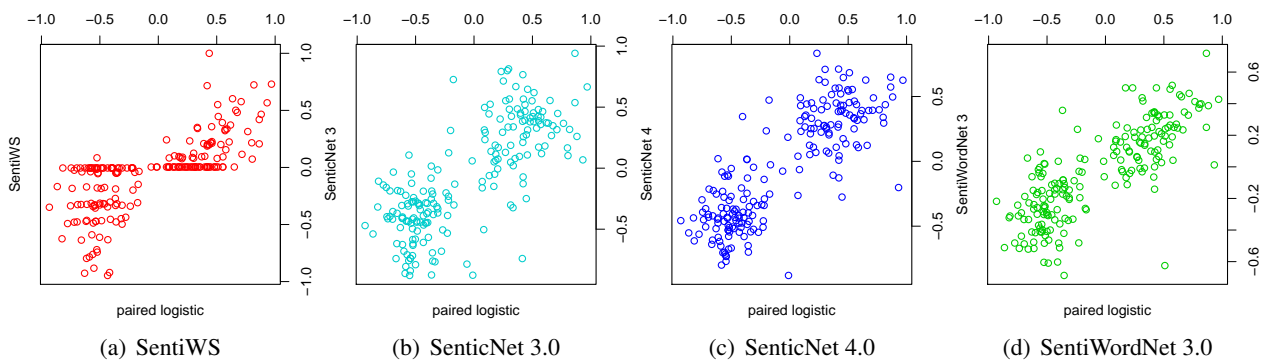 −1.0 −0.5 0.0 0.5 1.0
SentiWS
−1.0 −0.5 0.0 0.5 1.0
paired logistic
(a) SentiWS
−1.0 −0.5 0.0 0.5 1.0
SenticNet 3
−0.5 0.0 0.5 1.0
paired logistic
(b) SenticNet 3.0
−1.0 −0.5 0.0 0.5 1.0
SenticNet 4
−0.5 0.0 0.5
paired logistic
(c) SenticNet 4.0
−1.0 −0.5 0.0 0.5 1.0
SentiWordNet 3
−0.6 −0.2 0.2 0.6
paired logistic
(d) SentiWordNet 3.0